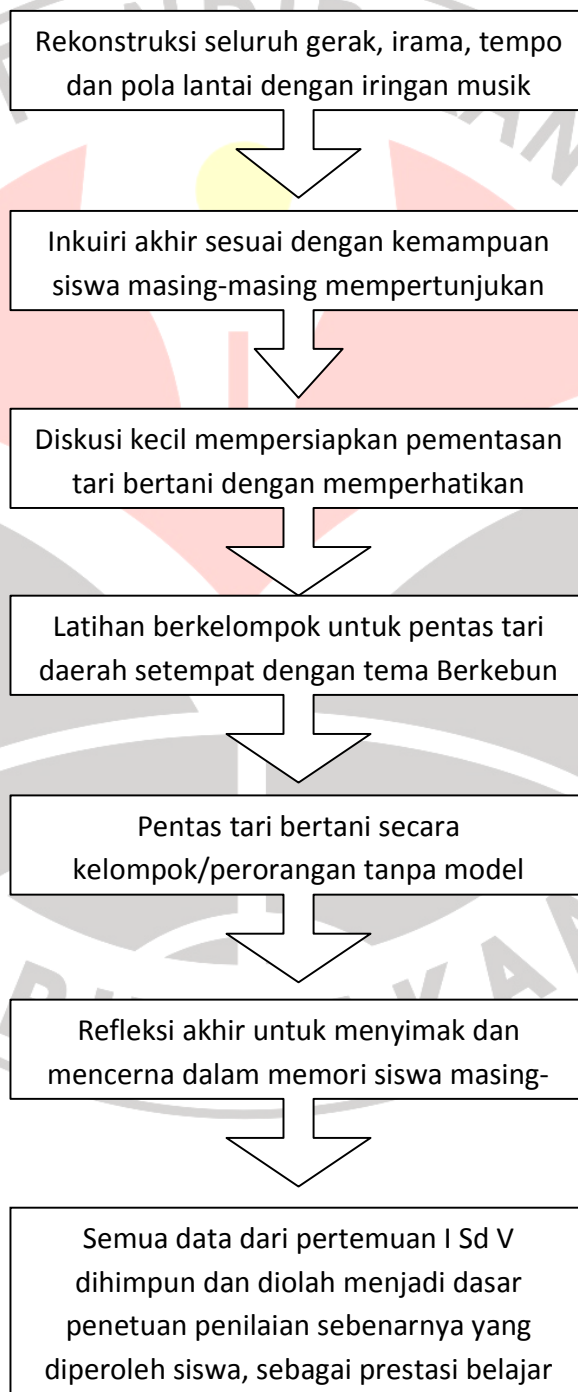 Rekonstruksi seluruh gerak, irama, tempo
dan pola lantai dengan iringan musik
Inkuiri akhir sesuai dengan kemampuan
siswa masing-masing mempertunjukan
Diskusi kecil mempersiapkan pementasan
tari bertani dengan memperhatikan
Latihan berkelompok untuk pentas tari
daerah setempat dengan tema Berkebun
Pentas tari bertani secara
kelompok/perorangan tanpa model
Refleksi akhir untuk menyimak dan
mencerna dalam memori siswa masing-
Semua data dari pertemuan I Sd V
dihimpun dan diolah menjadi dasar
penetuan penilaian sebenarnya yang
diperoleh siswa, sebagai prestasi belajar